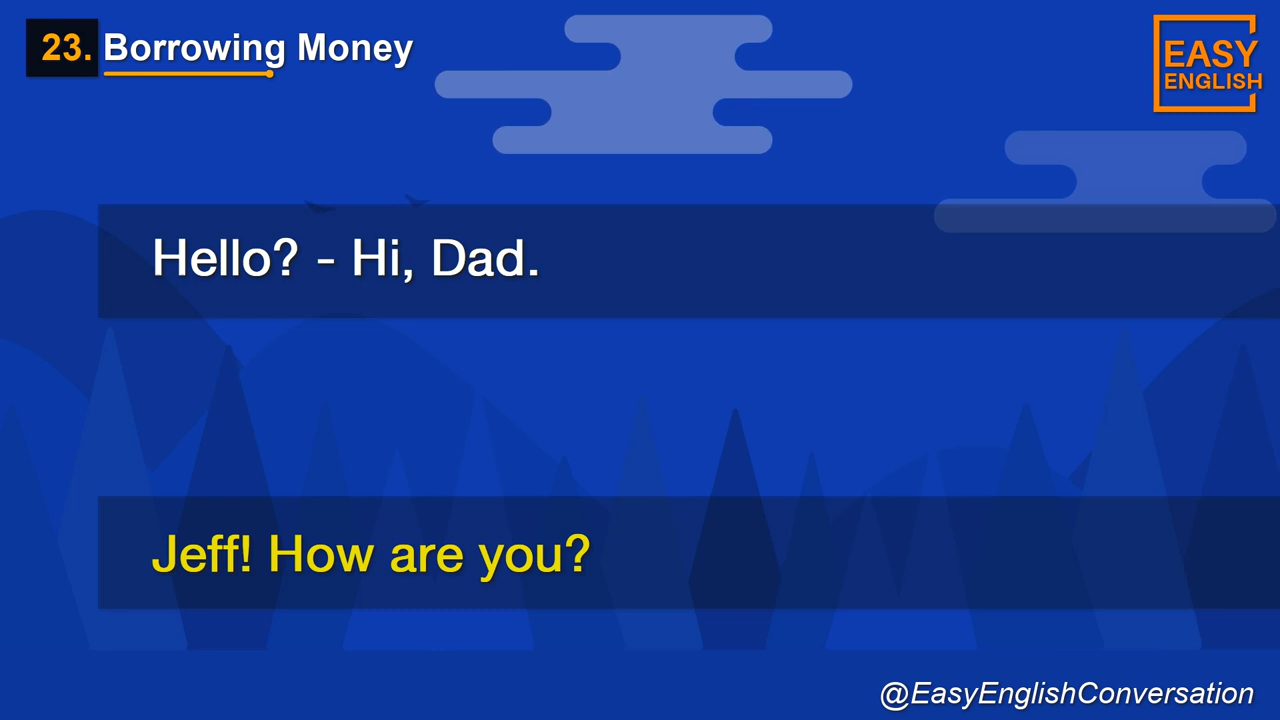 23. Borrowing Money
EASY
ENGLISH
Hello? - Hi, Dad.
Jeff! How are you?
@EasyEnglishConversation